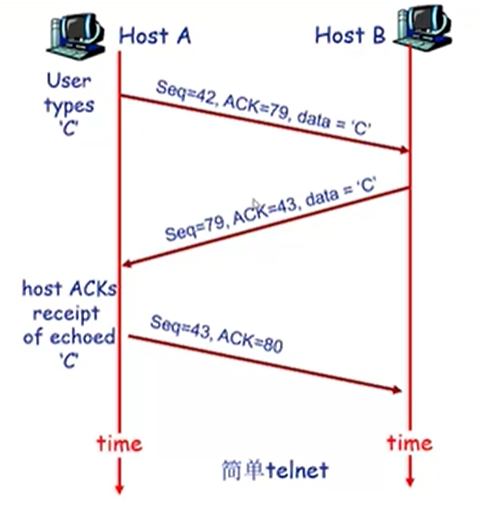 Host A
Host B
User
types
'C'
Seq=42, ACK=79, data = 'C'
Seq=79, ACK=43, data = 'C'
host ACKs
receipt
of echoed
'C'
Seq=43, ACK=80
time
time
简单telnet